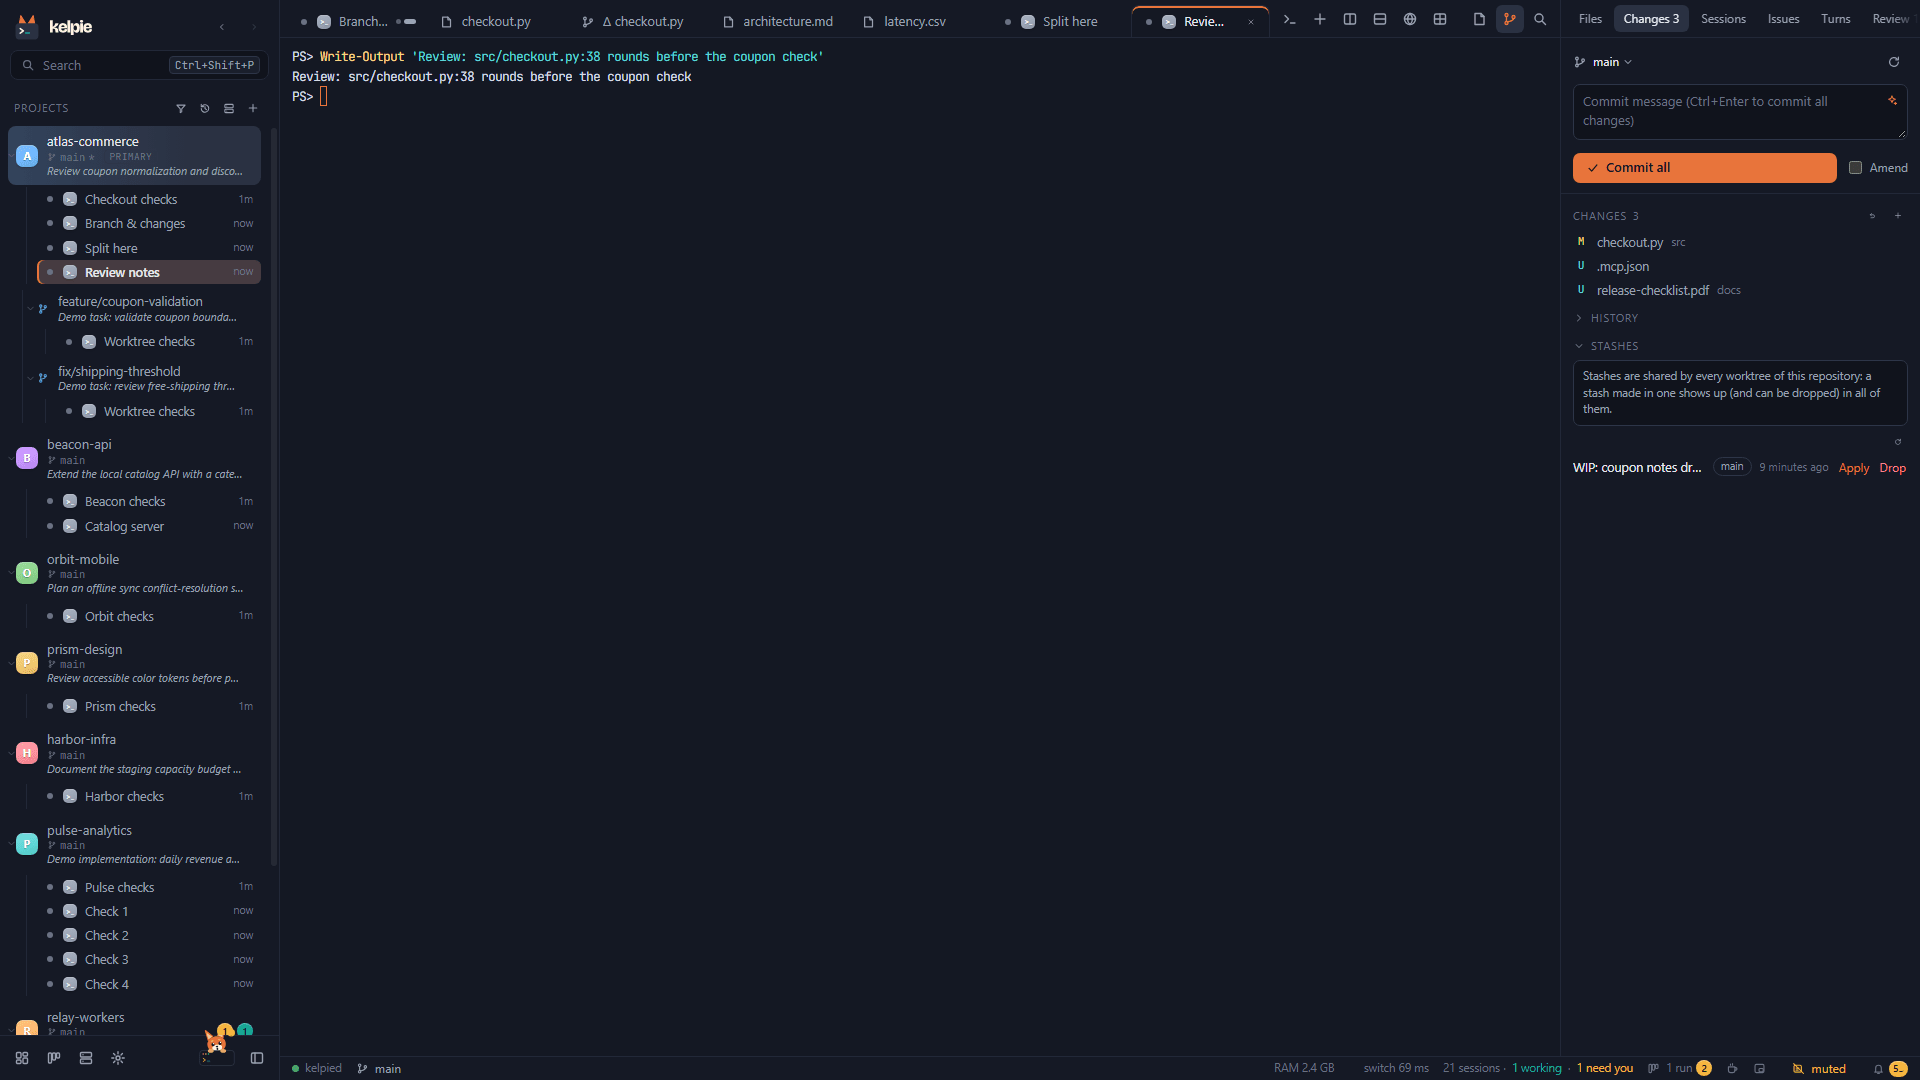 kelpie
Search Ctrl+Shift+P
PROJECTS
A atlas-commerce
main * PRIMARY
Review coupon normalization and disco...
Checkout checks 1m
Branch & changes now
Split here now
Review notes now
feature/coupon-validation
Demo task: validate coupon bounda...
Worktree checks 1m
fix/shipping-threshold
Demo task: review free-shipping thr...
Worktree checks 1m
B beacon-api
main
Extend the local catalog API with a cate...
Beacon checks 1m
Catalog server now
O orbit-mobile
main
Plan an offline sync conflict-resolution s...
Orbit checks 1m
P prism-design
main
Review accessible color tokens before p...
Prism checks 1m
H harbor-infra
main
Document the staging capacity budget ...
Harbor checks 1m
P pulse-analytics
main
Demo implementation: daily revenue a...
Pulse checks 1m
Check 1 now
Check 2 now
Check 3 now
Check 4 now
R relay-workers
main
1 1
Branch... checkout.py Δ checkout.py architecture.md latency.csv Split here Revie... ×
PS> Write-Output 'Review: src/checkout.py:38 rounds before the coupon check'
Review: src/checkout.py:38 rounds before the coupon check
PS>
Files Changes 3 Sessions Issues Turns Review
main
Commit message (Ctrl+Enter to commit all
changes)
Commit all Amend
CHANGES 3
M checkout.py src
U .mcp.json
U release-checklist.pdf docs
HISTORY
STASHES
Stashes are shared by every worktree of this repository: a
stash made in one shows up (and can be dropped) in all of
them.
WIP: coupon notes dr... main 9 minutes ago Apply Drop
kelpied main RAM 2.4 GB switch 69 ms 21 sessions · 1 working · 1 need you 1 run 2 muted 5..